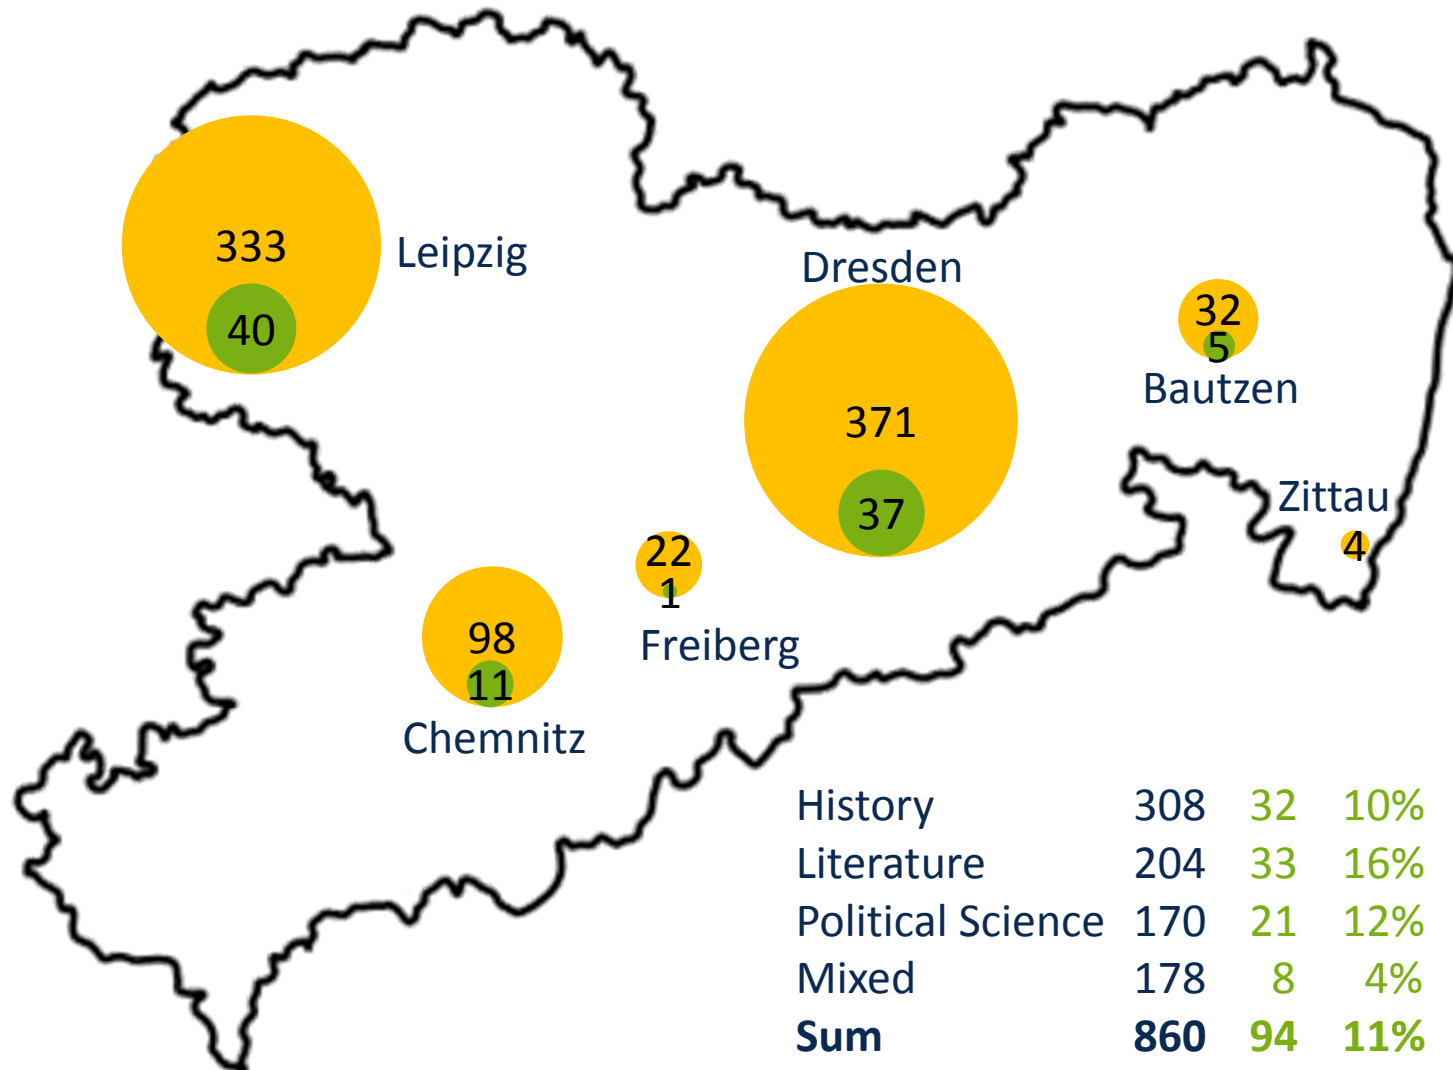 333
Leipzig
40
Dresden
371
37
32
5
Bautzen
Zittau
4
22
1
Freiberg
98
11
Chemnitz
History 308 32 10%
Literature 204 33 16%
Political Science 170 21 12%
Mixed 178 8 4%
Sum 860 94 11%